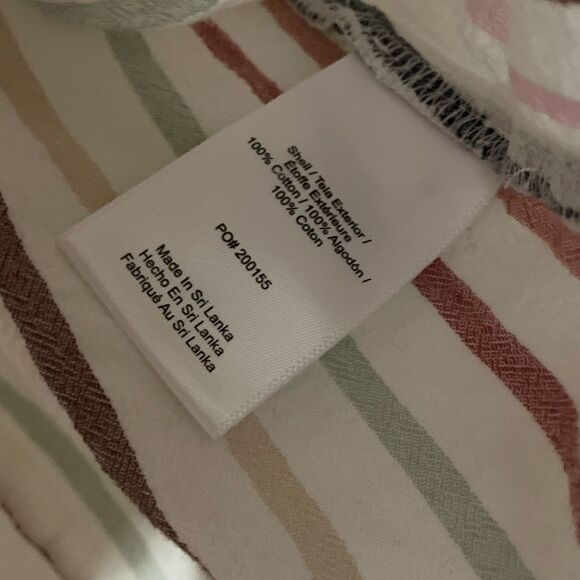 Shell / Tela Exterior /
Étoffe Extérieure
100% Cotton / 100% Algodón /
100% Coton
PO# 200155
Made In Sri Lanka
Hecho En Sri Lanka
Fabriqué Au Sri Lanka